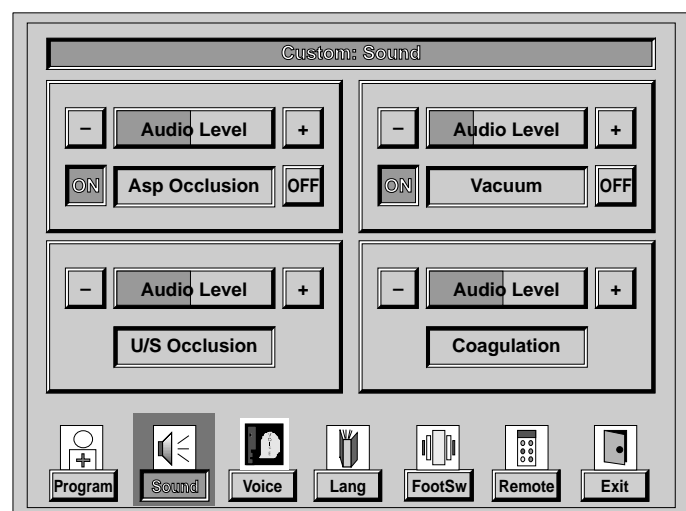 Custom: Sound
− Audio Level +
ON Asp Occlusion OFF
− Audio Level +
ON Vacuum OFF
− Audio Level +
U/S Occlusion
− Audio Level +
Coagulation
Program Sound Voice Lang FootSw Remote Exit